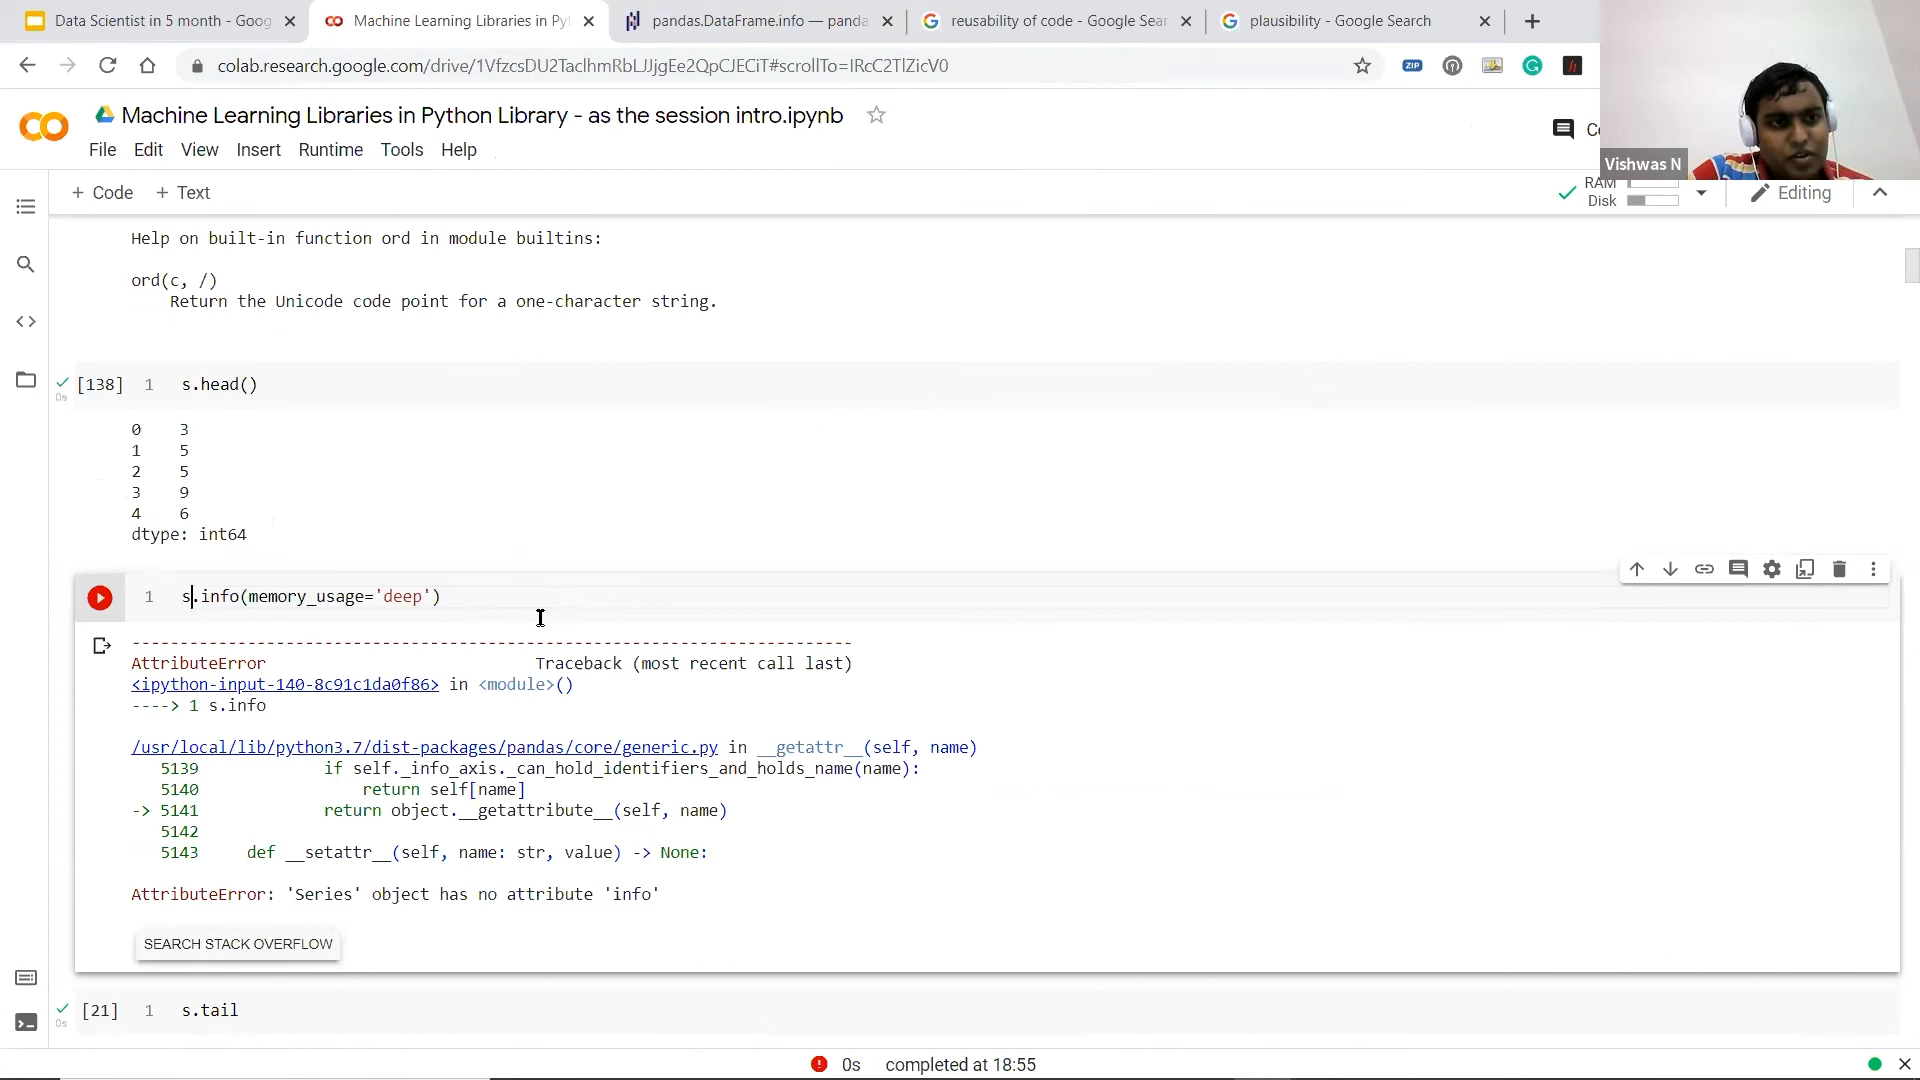 Data Scientist in 5 month - Goog
Machine Learning Libraries in Py
pandas.DataFrame.info — panda
reusability of code - Google Sear
plausibility - Google Search
colab.research.google.com/drive/1VfzcsDU2TaclhmRbLJJjgEe2QpCJECiT#scrollTo=IRcC2TlZicV0
ZIP
Machine Learning Libraries in Python Library - as the session intro.ipynb
File Edit View Insert Runtime Tools Help
Vishwas N
+ Code + Text
RAM
Disk
Editing
Help on built-in function ord in module builtins:
ord(c, /)
Return the Unicode code point for a one-character string.
[138] 1 s.head()
0s
0 3
1 5
2 5
3 9
4 6
dtype: int64
1 s.info(memory_usage='deep')
---------------------------------------------------------------------------
AttributeError Traceback (most recent call last)
<ipython-input-140-8c91c1da0f86> in <module>()
----> 1 s.info
/usr/local/lib/python3.7/dist-packages/pandas/core/generic.py in __getattr__(self, name)
5139 if self._info_axis._can_hold_identifiers_and_holds_name(name):
5140 return self[name]
-> 5141 return object.__getattribute__(self, name)
5142
5143 def __setattr__(self, name: str, value) -> None:
AttributeError: 'Series' object has no attribute 'info'
SEARCH STACK OVERFLOW
[21] 1 s.tail
0s
0s completed at 18:55